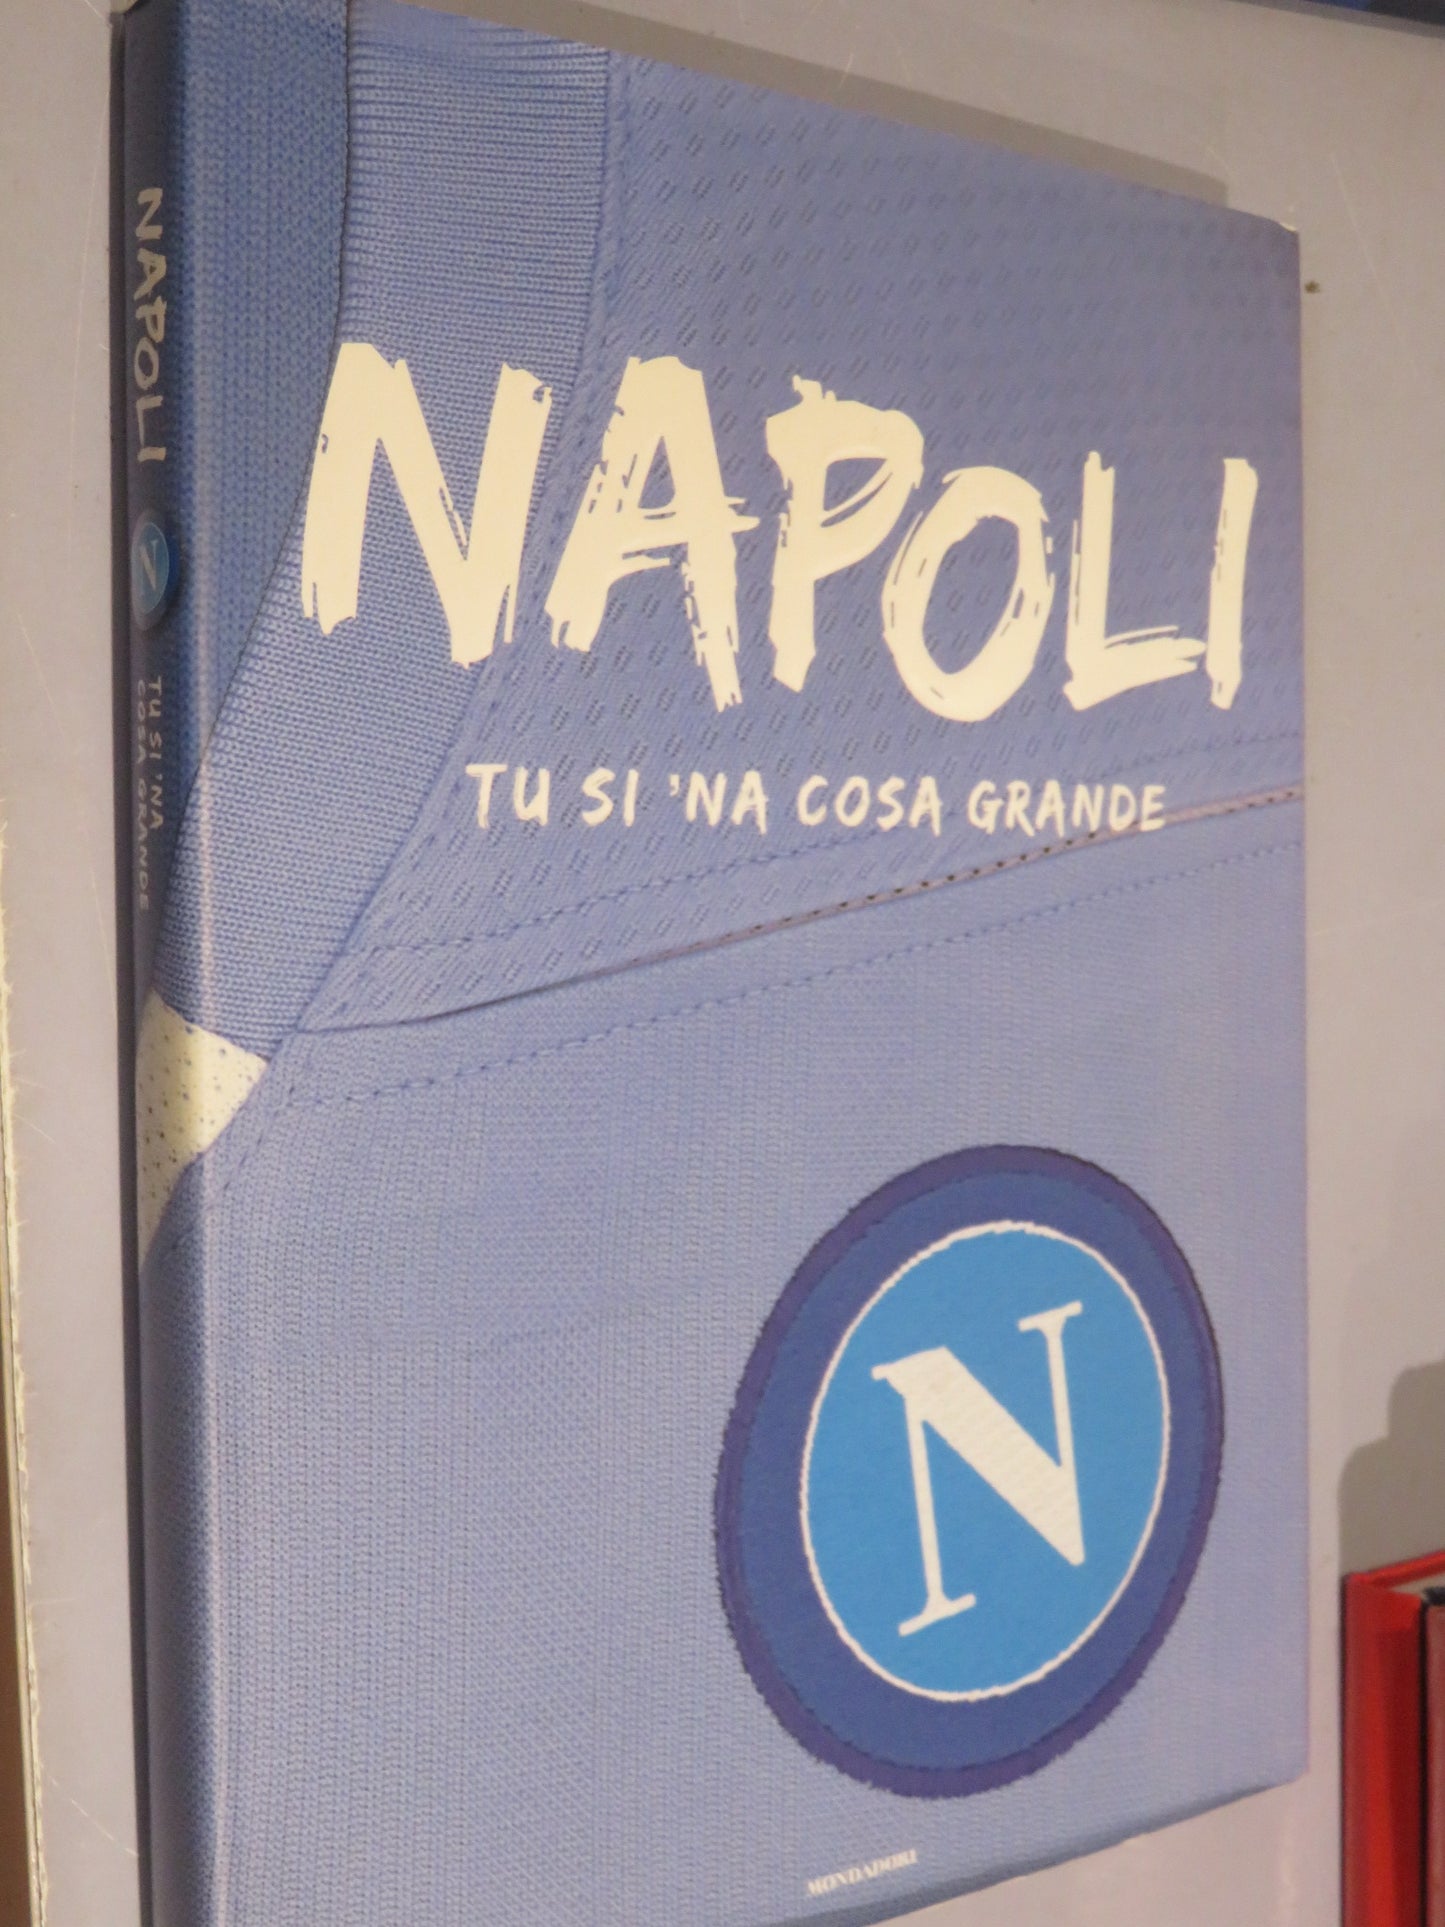 NAPOLI
TU SI 'NA COSA GRANDE
N
MONDADORI
NAPOLI
N
TU SI 'NA
COSA GRANDE